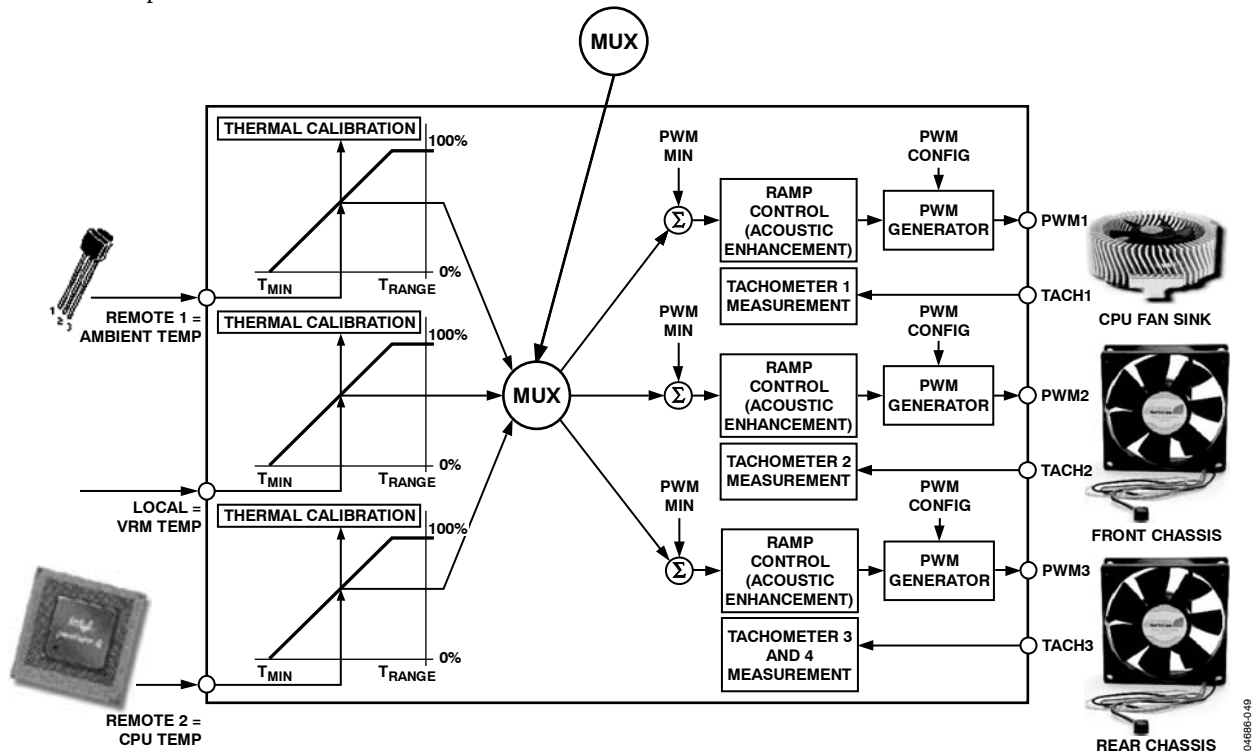 MUX
THERMAL CALIBRATION
100%
0%
TMIN
TRANGE
REMOTE 1 =
AMBIENT TEMP
1
2
3
THERMAL CALIBRATION
100%
0%
TMIN
TRANGE
LOCAL =
VRM TEMP
THERMAL CALIBRATION
100%
0%
TMIN
TRANGE
REMOTE 2 =
CPU TEMP
intel
MUX
PWM
MIN
Σ
RAMP
CONTROL
(ACOUSTIC
ENHANCEMENT)
PWM
CONFIG
PWM
GENERATOR
PWM1
TACHOMETER 1
MEASUREMENT
TACH1
CPU FAN SINK
PWM
MIN
Σ
RAMP
CONTROL
(ACOUSTIC
ENHANCEMENT)
PWM
CONFIG
PWM
GENERATOR
PWM2
TACHOMETER 2
MEASUREMENT
TACH2
FRONT CHASSIS
PWM
MIN
Σ
RAMP
CONTROL
(ACOUSTIC
ENHANCEMENT)
PWM
CONFIG
PWM
GENERATOR
PWM3
TACHOMETER 3
AND 4
MEASUREMENT
TACH3
REAR CHASSIS
04686-049